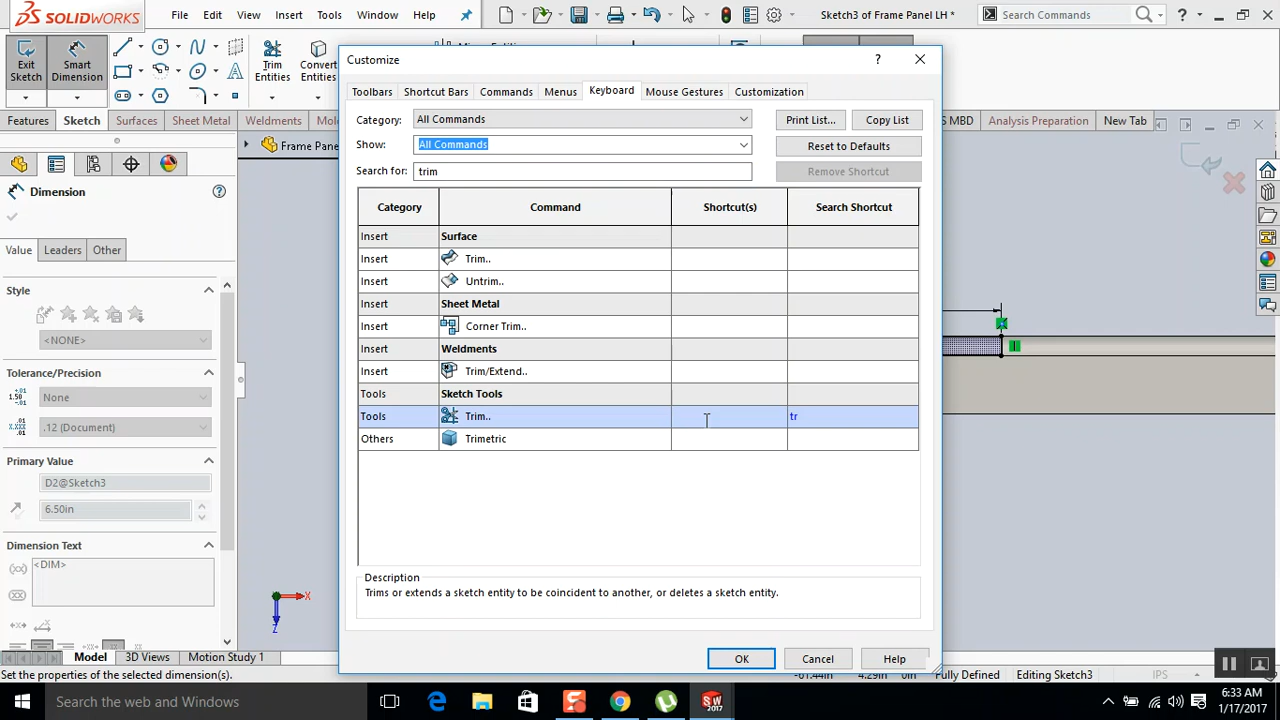 SOLIDWORKS
File Edit View Insert Tools Window Help
Sketch3 of Frame Panel LH *
Search Commands
Exit Sketch
Smart Dimension
Trim Entities
Convert Entities
Features Sketch Surfaces Weldments
S MBD Analysis Preparation New Tab
Frame Pane
Dimension
Value Leaders Other
Style
<NONE>
Tolerance/Precision
None
.12 (Document)
Primary Value
D2@Sketch3
6.50in
Dimension Text
<DIM>
Customize
Toolbars Shortcut Bars Commands Menus Keyboard Mouse Gestures Customization
Category: All Commands Print List... Copy List
Show: All Commands Reset to Defaults
Search for: trim Remove Shortcut
Category Command Shortcut(s) Search Shortcut
Insert Surface
Insert Trim..
Insert Untrim..
Insert Sheet Metal
Insert Corner Trim..
Insert Weldments
Insert Trim/Extend..
Tools Sketch Tools
Tools Trim.. tr
Others Trimetric
Description
Trims or extends a sketch entity to be coincident to another, or deletes a sketch entity.
OK Cancel Help
X
Z
Model 3D Views Motion Study 1
Set the properties of the selected dimension(s).
-61.44in 4.29in 0in Fully Defined Editing Sketch3 IPS
Search the web and Windows
SW 2017
6:33 AM
1/17/2017